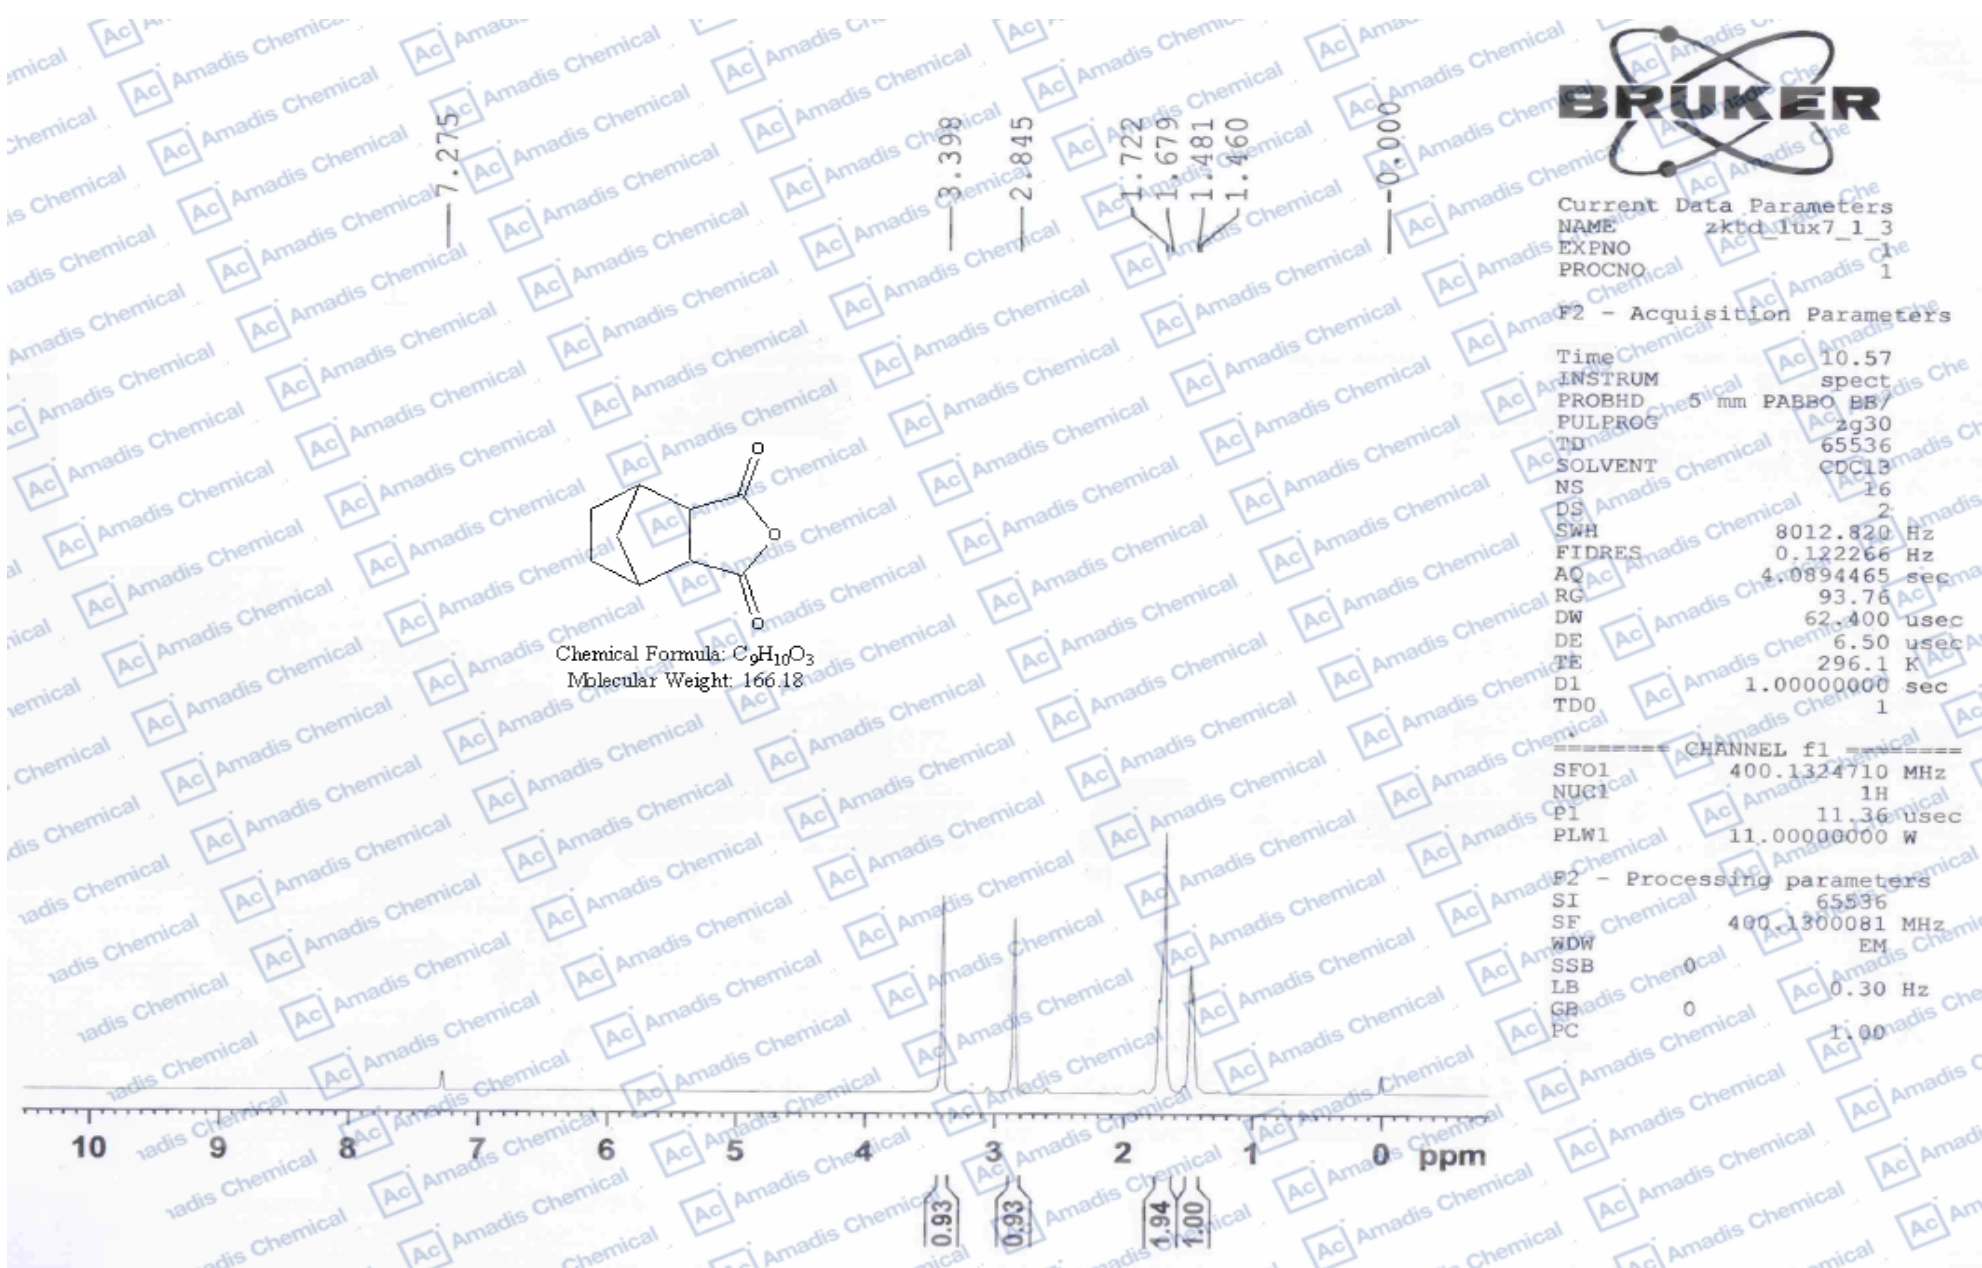 7.275
3.398
2.845
1.722
1.679
1.481
1.460
-0.000
BRUKER
Current Data Parameters
NAME zktd_lux7_1_3
EXPNO 1
PROCNO 1
F2 - Acquisition Parameters
Time 10.57
INSTRUM spect
PROBHD 5 mm PABBO BB/
PULPROG zg30
TD 65536
SOLVENT CDCl3
NS 16
DS 2
SWH 8012.820 Hz
FIDRES 0.122266 Hz
AQ 4.0894465 sec
RG 93.76
DW 62.400 usec
DE 6.50 usec
TE 296.1 K
D1 1.00000000 sec
TD0 1
======== CHANNEL f1 ========
SFO1 400.1324710 MHz
NUC1 1H
P1 11.36 usec
PLW1 11.00000000 W
F2 - Processing parameters
SI 65536
SF 400.1300081 MHz
WDW EM
SSB 0
LB 0.30 Hz
GB 0
PC 1.00
O
O
O
Chemical Formula: C₉H₁₀O₃
Molecular Weight: 166.18
10 9 8 7 6 5 4 3 2 1 0 ppm
0.93
0.93
1.94
1.00
Ac Amadis Chemical